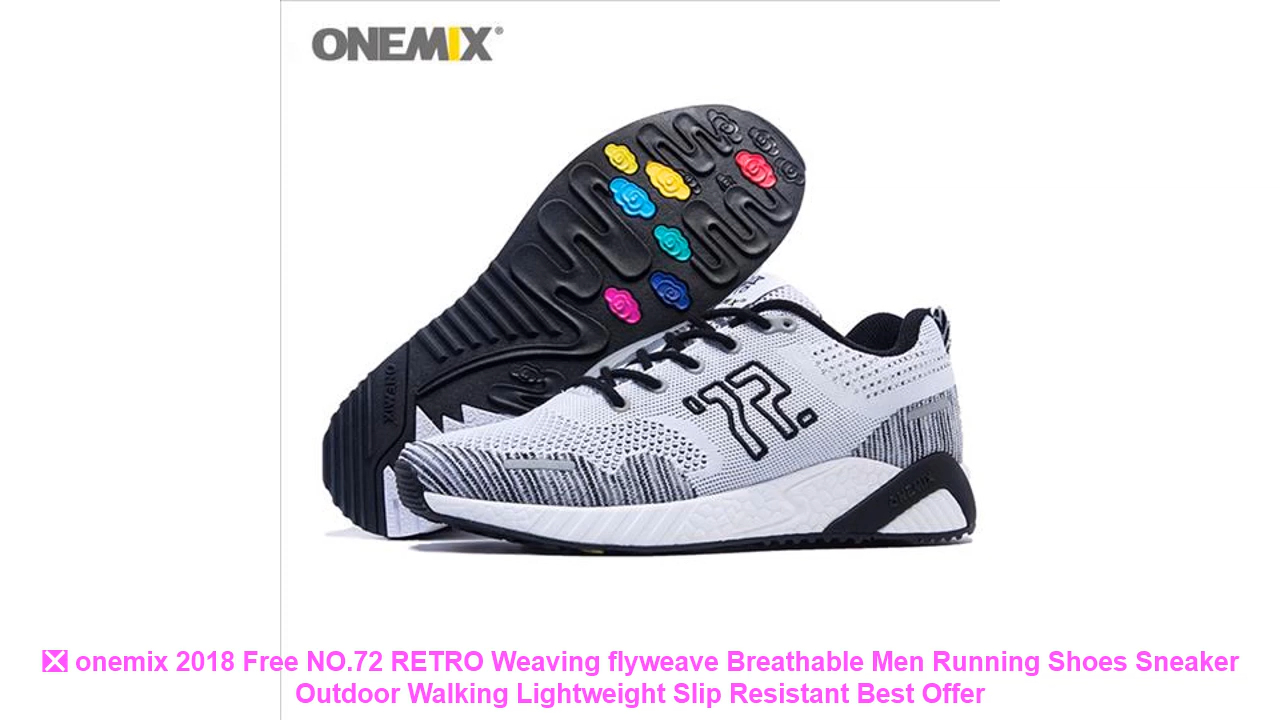 ONEMIX®
ONEMIX
'72.
ONEMIX
❎ onemix 2018 Free NO.72 RETRO Weaving flyweave Breathable Men Running Shoes Sneaker
Outdoor Walking Lightweight Slip Resistant Best Offer